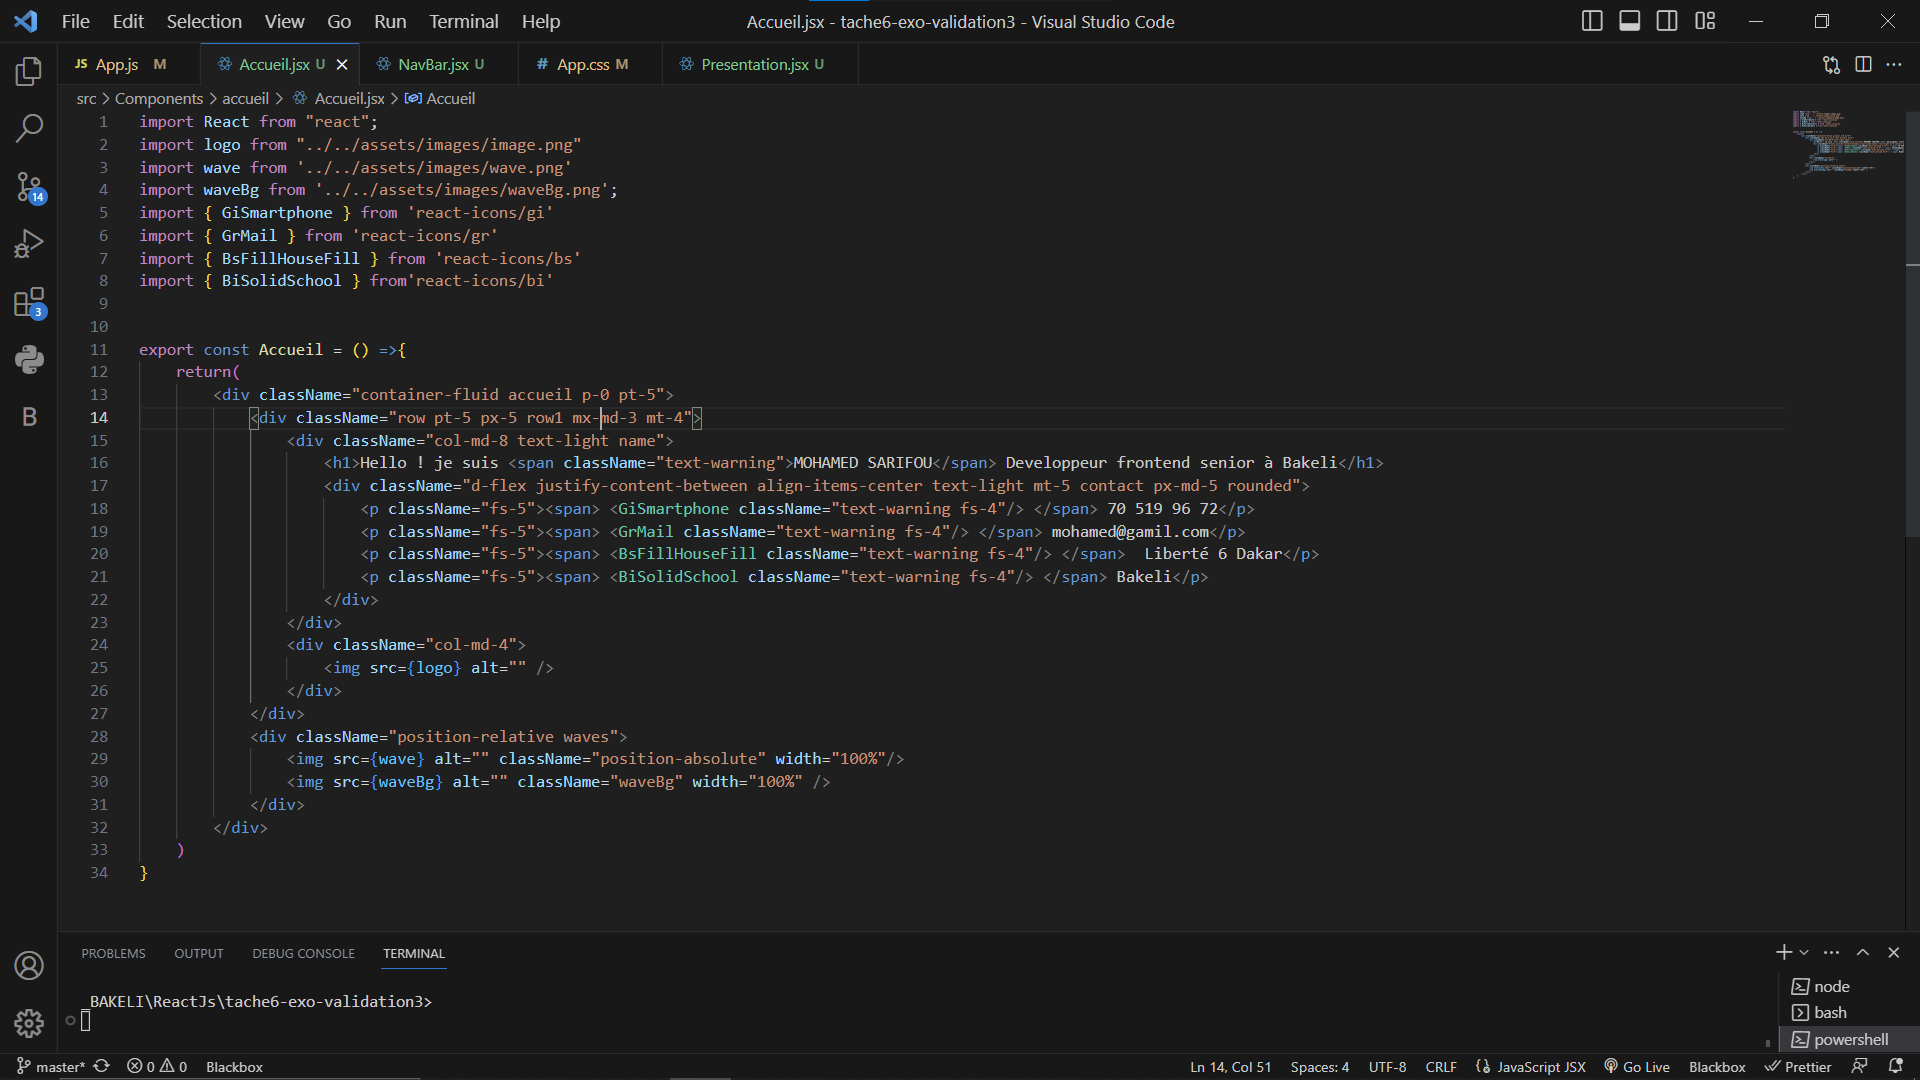 File Edit Selection View Go Run Terminal Help
Accueil.jsx - tache6-exo-validation3 - Visual Studio Code
JS App.js M Accueil.jsx U NavBar.jsx U # App.css M Presentation.jsx U
src > Components > accueil > Accueil.jsx > Accueil
1 import React from "react";
2 import logo from "../../assets/images/image.png"
3 import wave from '../../assets/images/wave.png'
4 import waveBg from '../../assets/images/waveBg.png';
5 import { GiSmartphone } from 'react-icons/gi'
6 import { GrMail } from 'react-icons/gr'
7 import { BsFillHouseFill } from 'react-icons/bs'
8 import { BiSolidSchool } from'react-icons/bi'
9
10
11 export const Accueil = () =>{
12 return(
13 <div className="container-fluid accueil p-0 pt-5">
14 <div className="row pt-5 px-5 row1 mx-md-3 mt-4">
15 <div className="col-md-8 text-light name">
16 <h1>Hello ! je suis <span className="text-warning">MOHAMED SARIFOU</span> Developpeur frontend senior à Bakeli</h1>
17 <div className="d-flex justify-content-between align-items-center text-light mt-5 contact px-md-5 rounded">
18 <p className="fs-5"><span> <GiSmartphone className="text-warning fs-4"/> </span> 70 519 96 72</p>
19 <p className="fs-5"><span> <GrMail className="text-warning fs-4"/> </span> mohamed@gamil.com</p>
20 <p className="fs-5"><span> <BsFillHouseFill className="text-warning fs-4"/> </span>  Liberté 6 Dakar</p>
21 <p className="fs-5"><span> <BiSolidSchool className="text-warning fs-4"/> </span> Bakeli</p>
22 </div>
23 </div>
24 <div className="col-md-4">
25 <img src={logo} alt="" />
26 </div>
27 </div>
28 <div className="position-relative waves">
29 <img src={wave} alt="" className="position-absolute" width="100%"/>
30 <img src={waveBg} alt="" className="waveBg" width="100%" />
31 </div>
32 </div>
33 )
34 }
14
3
B
PROBLEMS OUTPUT DEBUG CONSOLE TERMINAL
_BAKELI\ReactJs\tache6-exo-validation3>
node
bash
powershell
master* 0 0 Blackbox Ln 14, Col 51 Spaces: 4 UTF-8 CRLF JavaScript JSX Go Live Blackbox Prettier